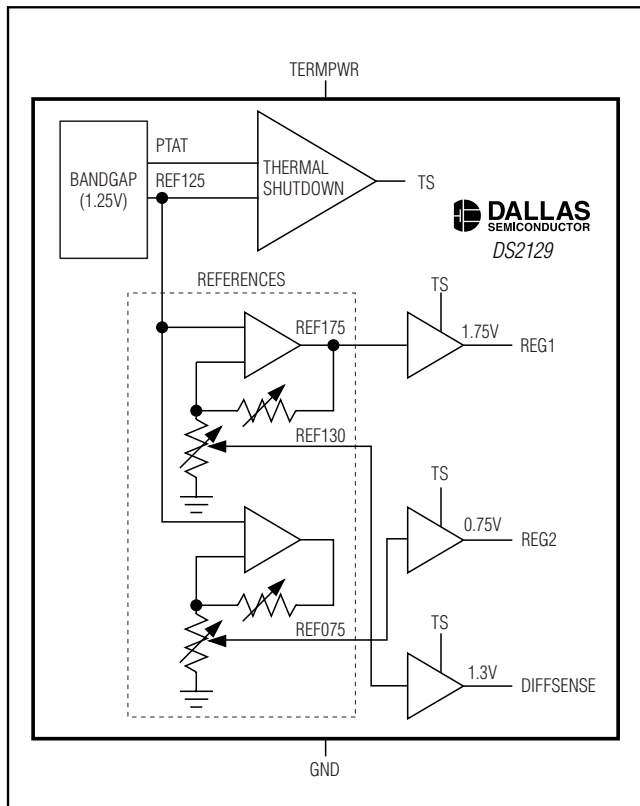 TERMPWR
BANDGAP
(1.25V)
PTAT
REF125
THERMAL
SHUTDOWN
TS
DALLAS
SEMICONDUCTOR
DS2129
REFERENCES
REF175
TS
1.75V
REG1
REF130
TS
0.75V
REG2
REF075
TS
1.3V
DIFFSENSE
GND